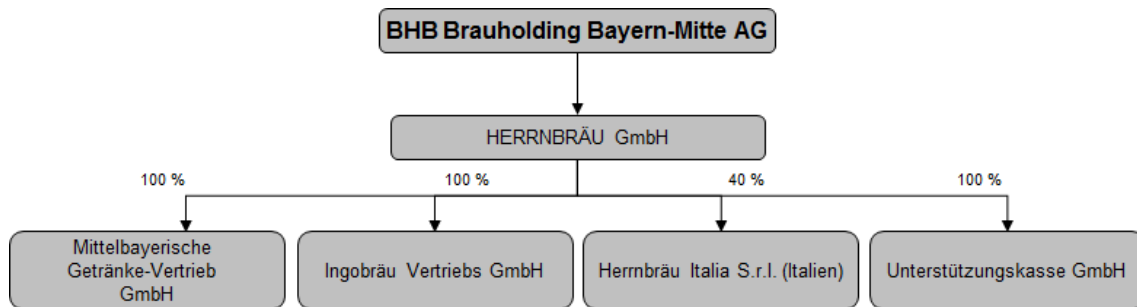 BHB Brauholding Bayern-Mitte AG
HERRNBRÄU GmbH
100 %
100 %
40 %
100 %
Mittelbayerische
Getränke-Vertrieb
GmbH
Ingobräu Vertriebs GmbH
Herrnbräu Italia S.r.l. (Italien)
Unterstützungskasse GmbH